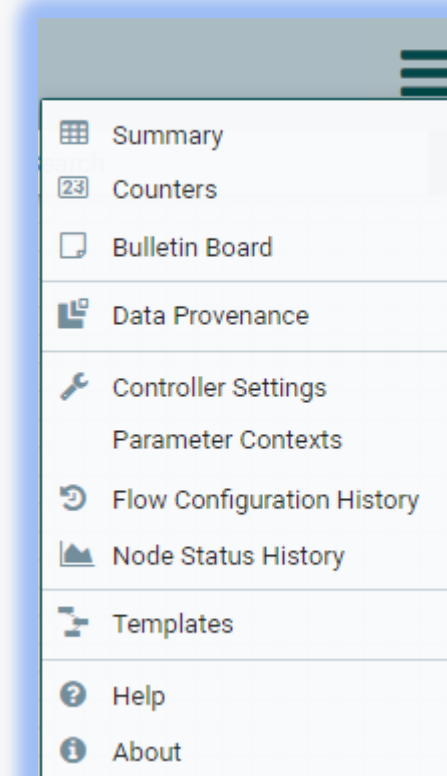 Summary
23
Counters
Bulletin Board
Data Provenance
Controller Settings
Parameter Contexts
Flow Configuration History
Node Status History
Templates
Help
About